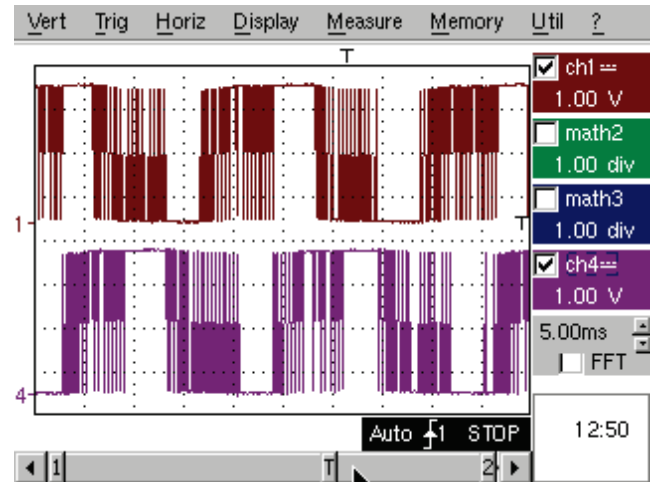 Vert Trig Horiz Display Measure Memory Util ?
T
ch1
1.00 V
math2
1.00 div
math3
1.00 div
ch4
1.00 V
1
T
4
5.00ms
FFT
Auto 1 STOP
12:50
1 T 2